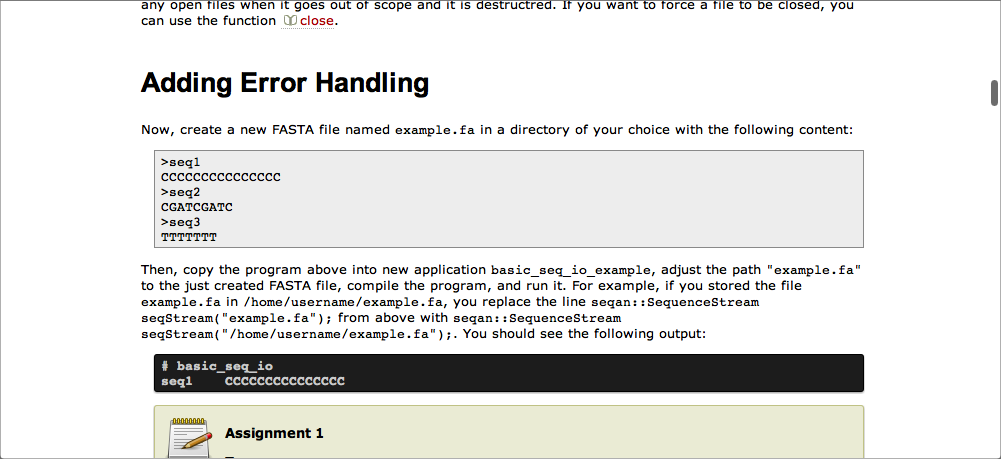 any open files when it goes out of scope and it is destructred. If you want to force a file to be closed, you
can use the function close.
Adding Error Handling
Now, create a new FASTA file named example.fa in a directory of your choice with the following content:
>seq1
CCCCCCCCCCCCCCC
>seq2
CGATCGATC
>seq3
TTTTTTT
Then, copy the program above into new application basic_seq_io_example, adjust the path "example.fa"
to the just created FASTA file, compile the program, and run it. For example, if you stored the file
example.fa in /home/username/example.fa, you replace the line seqan::SequenceStream
seqStream("example.fa"); from above with seqan::SequenceStream
seqStream("/home/username/example.fa");. You should see the following output:
# basic_seq_io
seq1    CCCCCCCCCCCCCCC
Assignment 1